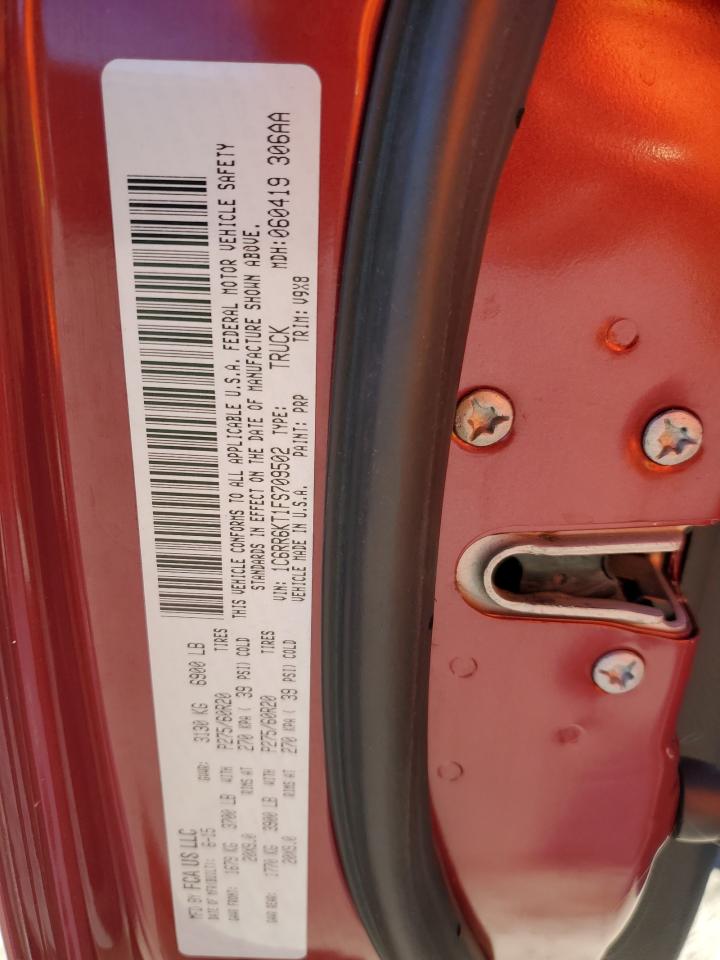 MFD BY FCA US LLC
DATE OF MFR(BUILT): 6-15 GVWR: 3130 KG 6900 LB
GAWR FRONT: 1679 KG 3700 LB WITH P275/60R20 TIRES
20X9.0 RIMS AT 270 KPA ( 39 PSI) COLD
GAWR REAR: 1770 KG 3900 LB WITH P275/60R20 TIRES
20X9.0 RIMS AT 270 KPA ( 39 PSI) COLD
THIS VEHICLE CONFORMS TO ALL APPLICABLE U.S.A. FEDERAL MOTOR VEHICLE SAFETY
STANDARDS IN EFFECT ON THE DATE OF MANUFACTURE SHOWN ABOVE.
VIN: 1C6RR6KT1FS709502 TYPE: TRUCK MDH:060419 306AA
VEHICLE MADE IN U.S.A. PAINT: PRP TRIM: V9X8